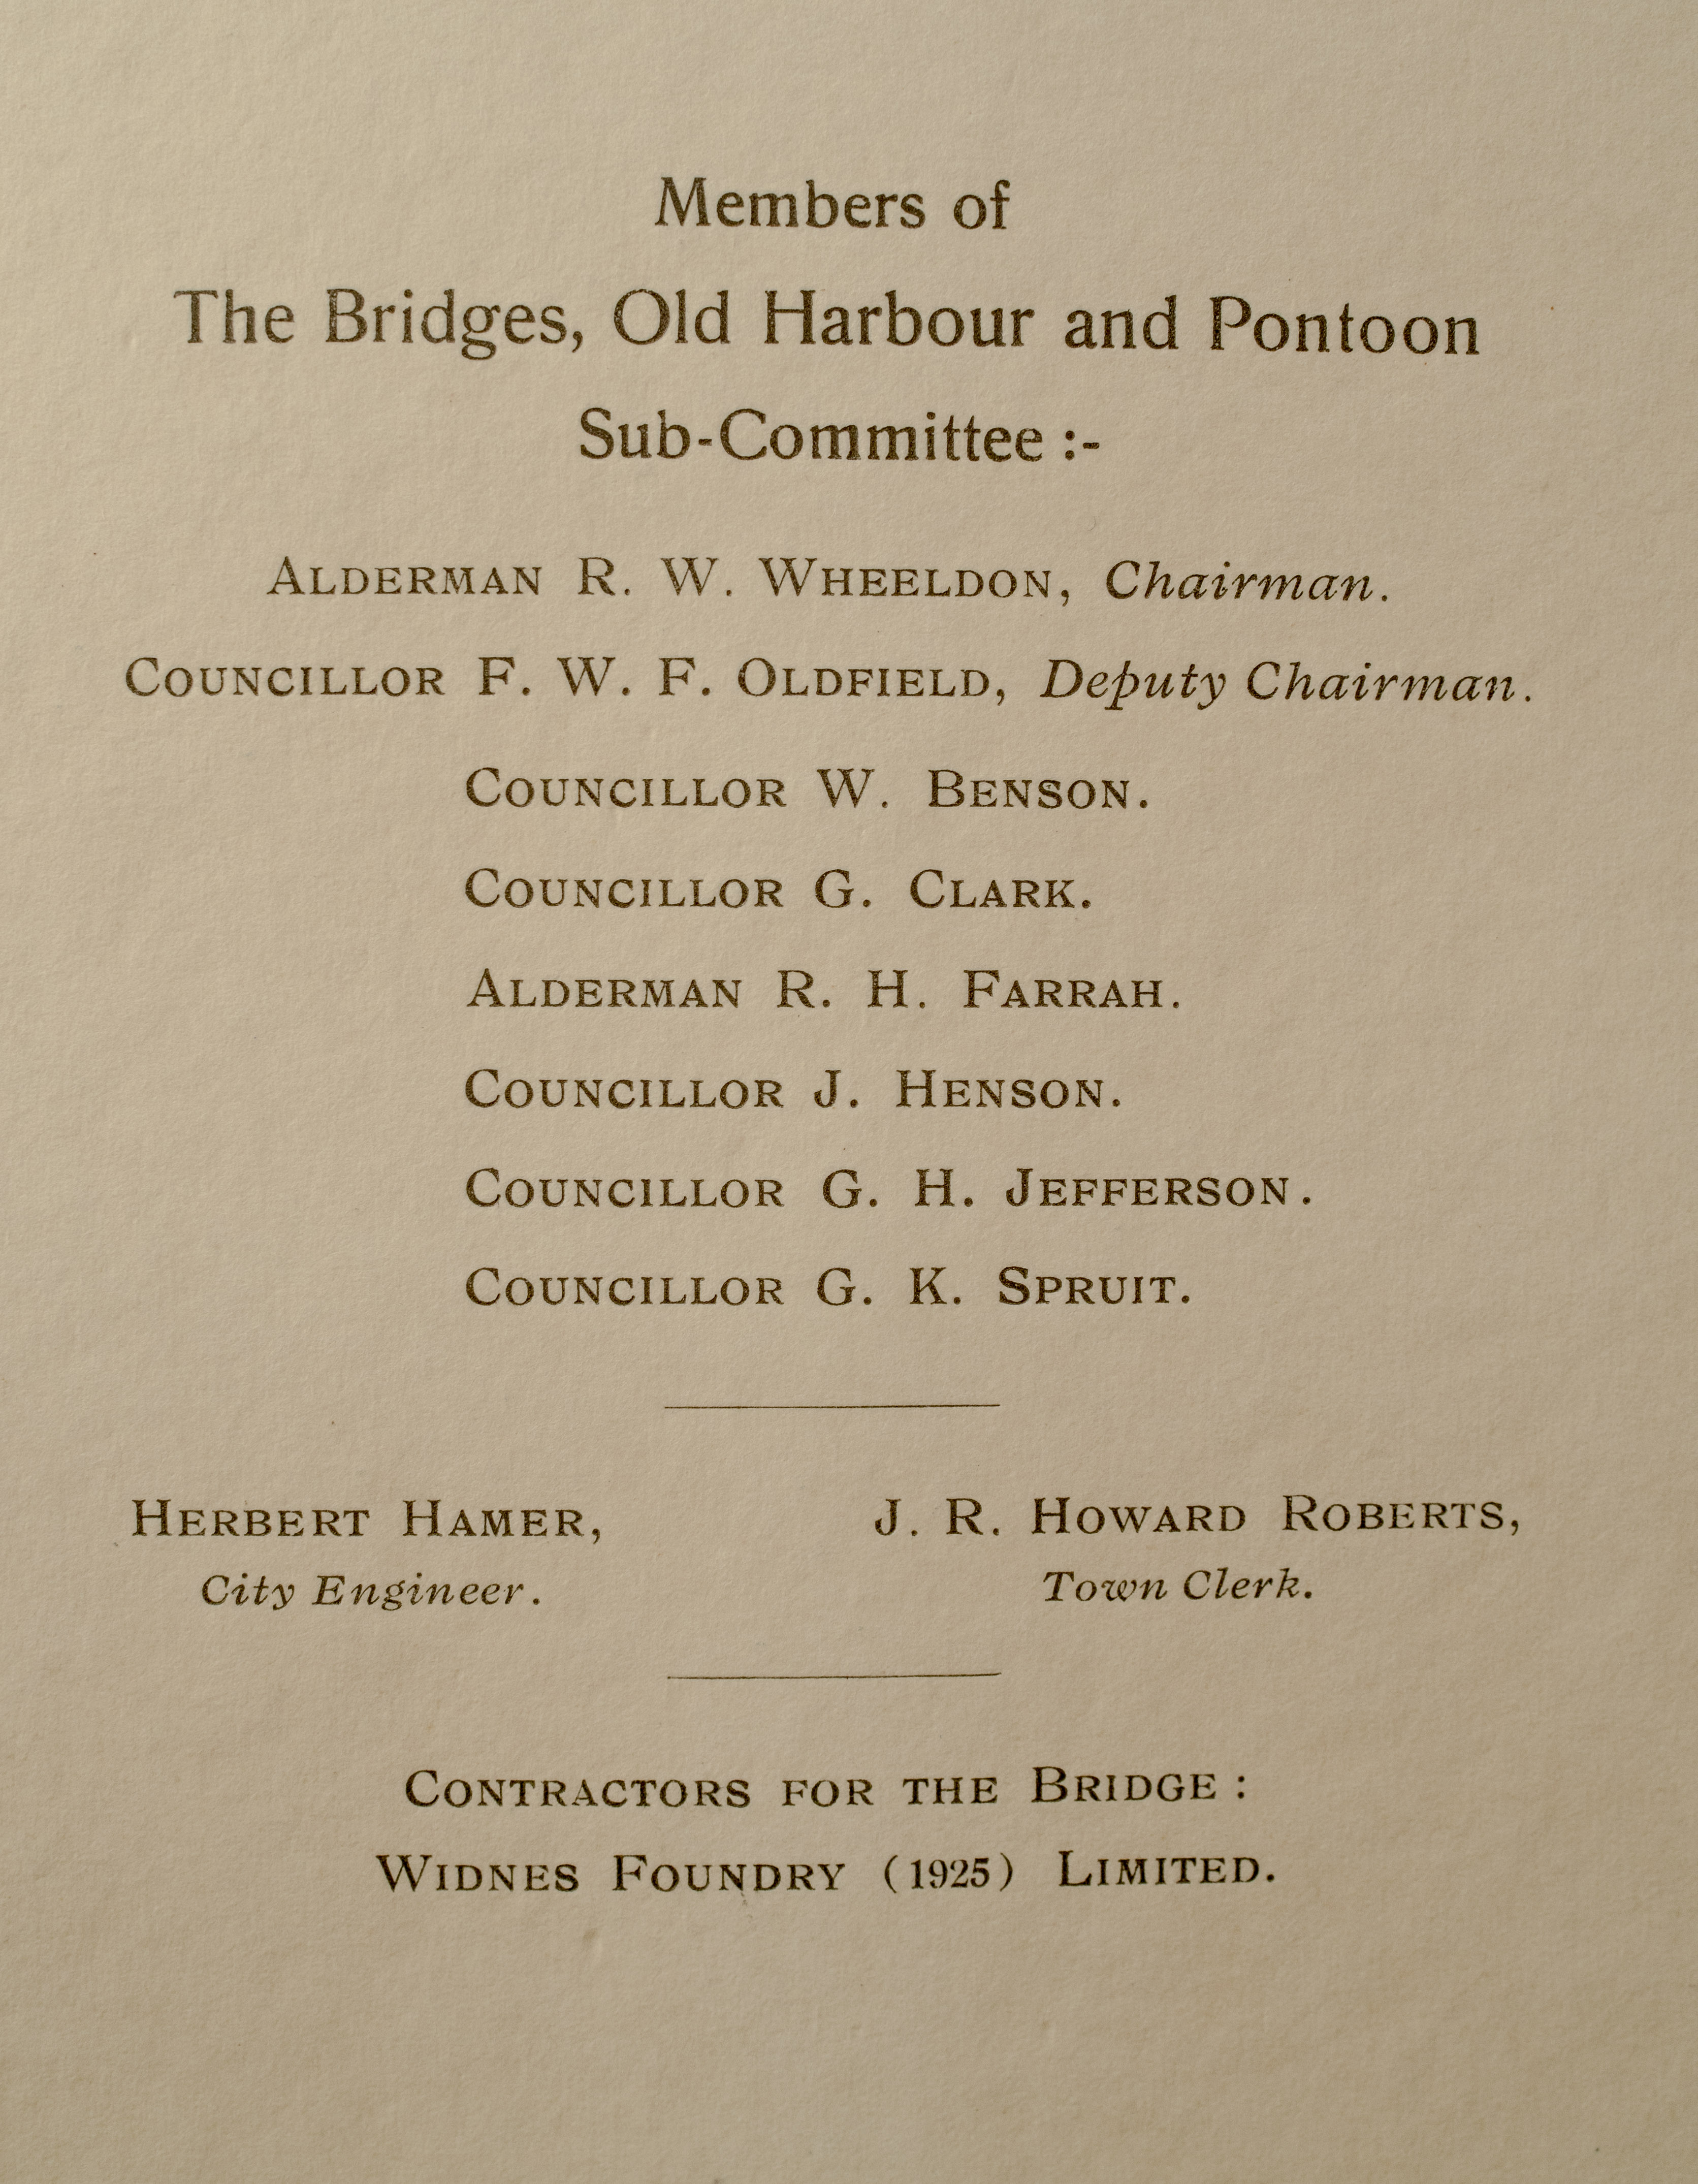 Members of
The Bridges, Old Harbour and Pontoon
Sub-Committee :-
ALDERMAN R. W. WHEELDON, Chairman.
COUNCILLOR F. W. F. OLDFIELD, Deputy Chairman.
COUNCILLOR W. BENSON.
COUNCILLOR G. CLARK.
ALDERMAN R. H. FARRAH.
COUNCILLOR J. HENSON.
COUNCILLOR G. H. JEFFERSON.
COUNCILLOR G. K. SPRUIT.
HERBERT HAMER,
City Engineer.
J. R. HOWARD ROBERTS,
Town Clerk.
CONTRACTORS FOR THE BRIDGE :
WIDNES FOUNDRY (1925) LIMITED.